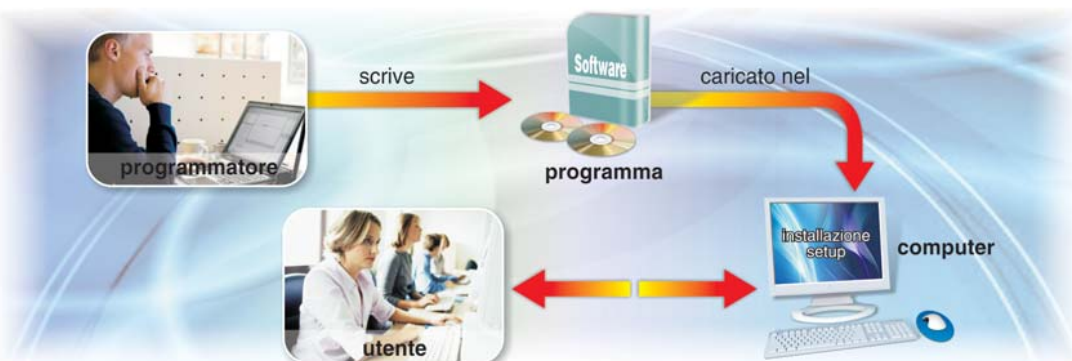 scrive
Software
caricato nel
programmatore
programma
installazione
setup
computer
utente